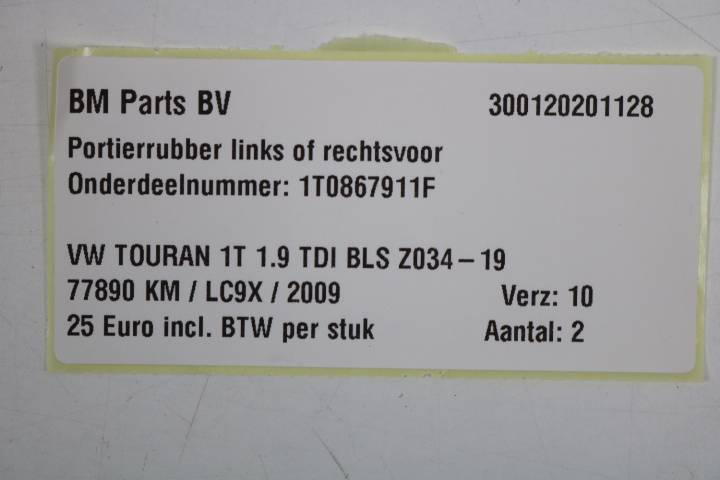 BM Parts BV 300120201128
Portierrubber links of rechtsvoor
Onderdeelnummer: 1T0867911F
VW TOURAN 1T 1.9 TDI BLS Z034 – 19
77890 KM / LC9X / 2009 Verz: 10
25 Euro incl. BTW per stuk Aantal: 2